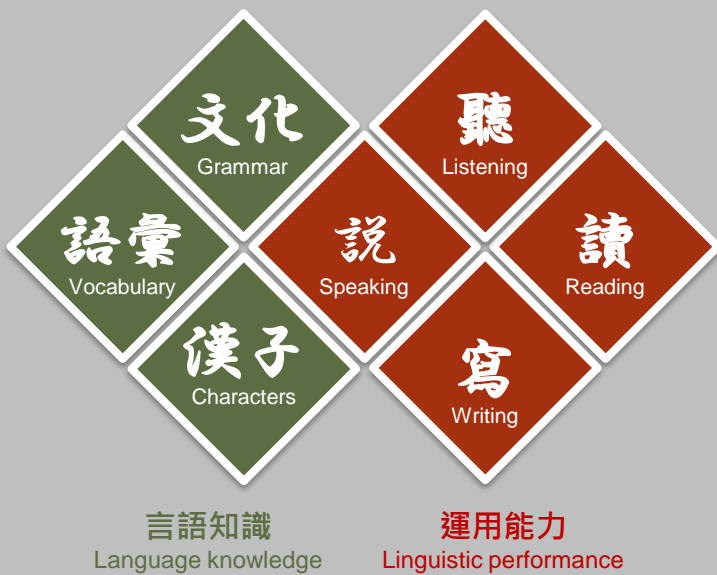 文化
Grammar
聽
Listening
語彙
Vocabulary
説
Speaking
讀
Reading
漢子
Characters
寫
Writing
言語知識
Language knowledge
運用能力
Linguistic performance